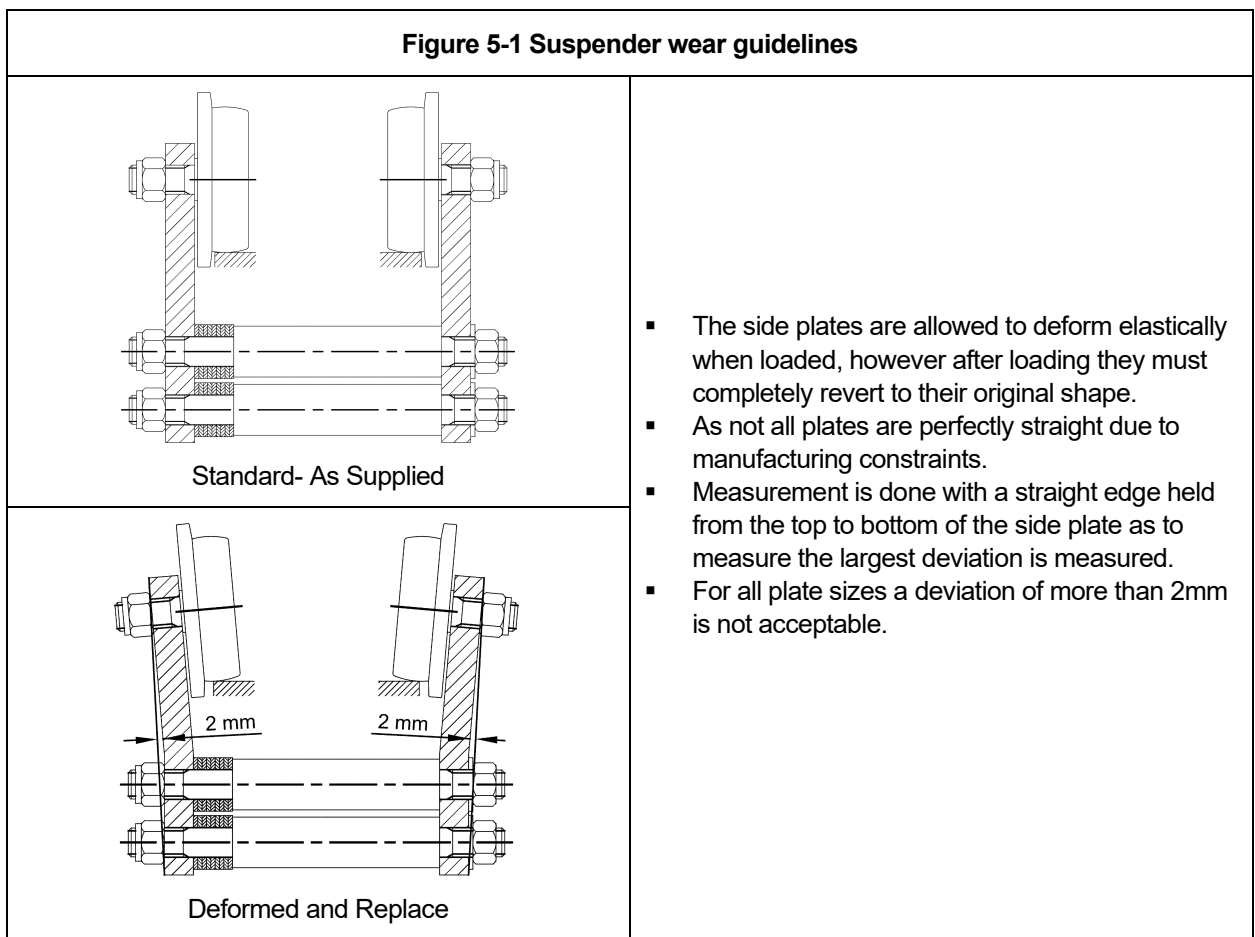 Figure 5-1 Suspender wear guidelines
Standard- As Supplied
▪ The side plates are allowed to deform elastically
when loaded, however after loading they must
completely revert to their original shape.
▪ As not all plates are perfectly straight due to
manufacturing constraints.
▪ Measurement is done with a straight edge held
from the top to bottom of the side plate as to
measure the largest deviation is measured.
▪ For all plate sizes a deviation of more than 2mm
is not acceptable.
2 mm
2 mm
Deformed and Replace